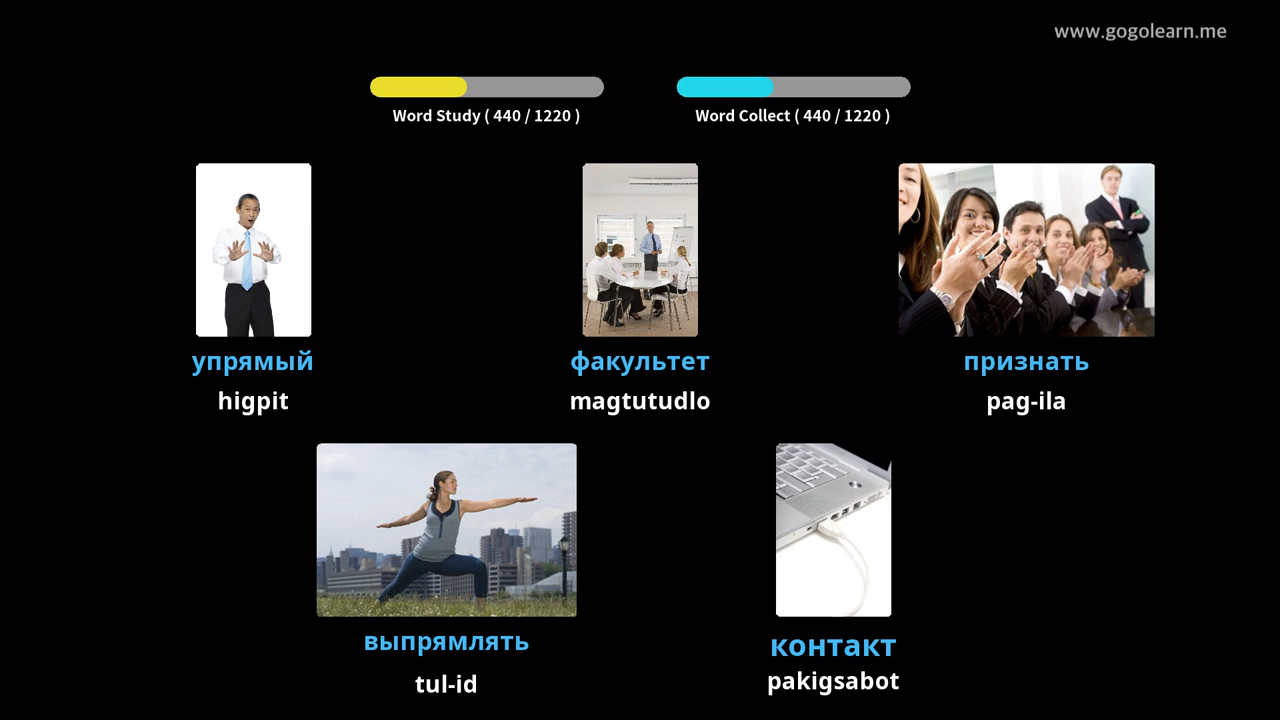 www.gogolearn.me
Word Study ( 440 / 1220 )
Word Collect ( 440 / 1220 )
упрямый
higpit
факультет
magtutudlo
признать
pag-ila
выпрямлять
tul-id
контакт
pakigsabot